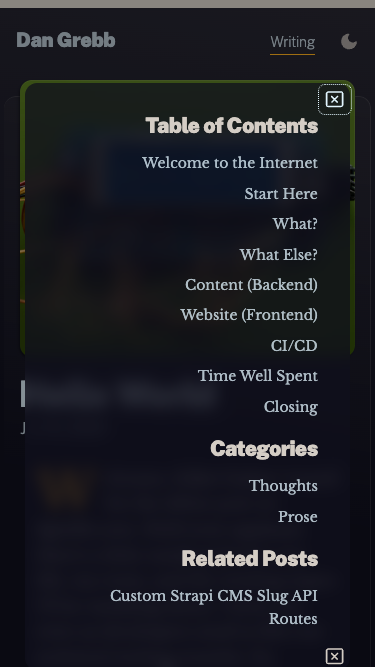 Dan Grebb
Writing
Table of Contents
Welcome to the Internet
Start Here
What?
What Else?
Content (Backend)
Website (Frontend)
CI/CD
Time Well Spent
Closing
Categories
Thoughts
Prose
Related Posts
Custom Strapi CMS Slug API
Routes